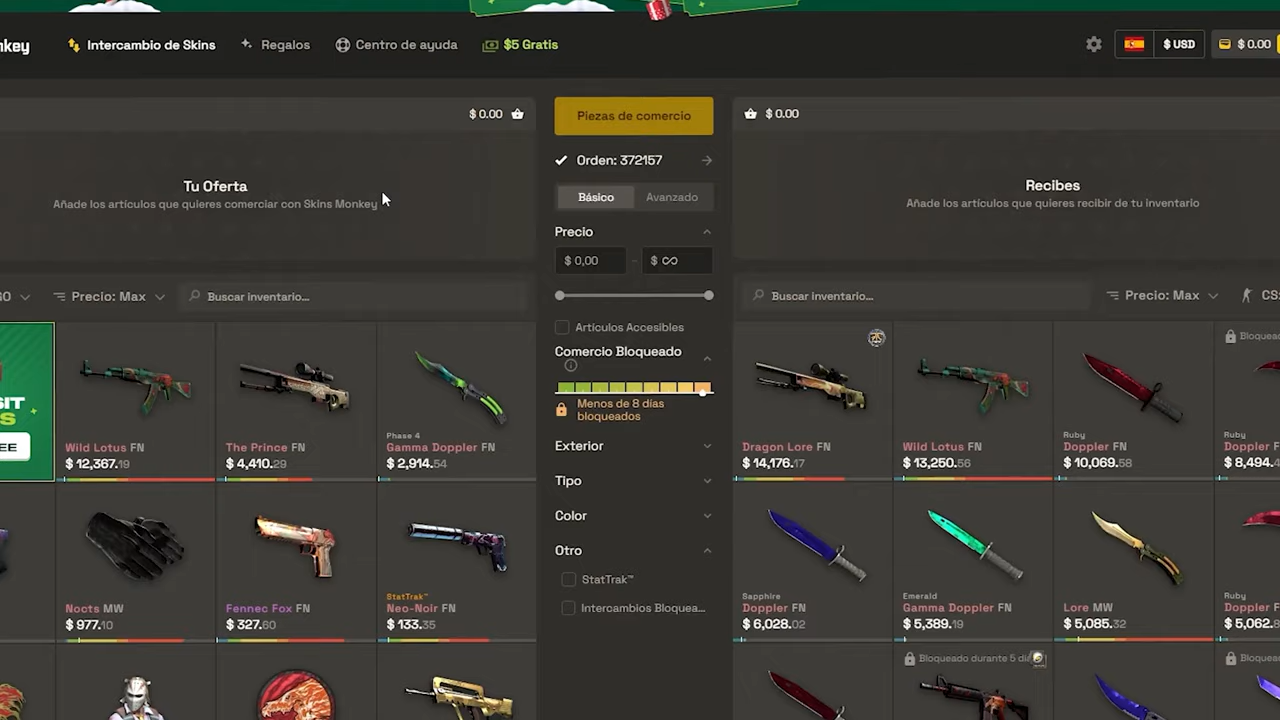 nkey
Intercambio de Skins
Regalos
Centro de ayuda
$5 Gratis
$ USD
$ 0.00
$ 0.00
Piezas de comercio
$ 0.00
Orden: 372157
Tu Oferta
Añade los artículos que quieres comerciar con Skins Monkey
Básico
Avanzado
Recibes
Añade los artículos que quieres recibir de tu inventario
Precio
$ 0,00 - $ ∞
GO
Precio: Max
Buscar inventario...
Buscar inventario...
Precio: Max
CS:
Artículos Accesibles
Comercio Bloqueado
Menos de 8 días
bloqueados
Exterior
Tipo
Color
Otro
StatTrak™
Intercambios Bloquea...
SIT
S
EE
Wild Lotus FN
$ 12,367.19
The Prince FN
$ 4,410.29
Phase 4
Gamma Doppler FN
$ 2,914.54
Nocts MW
$ 977.10
Fennec Fox FN
$ 327.60
StatTrak™
Neo-Noir FN
$ 133.35
Dragon Lore FN
$ 14,176.17
Wild Lotus FN
$ 13,250.56
Ruby
Doppler FN
$ 10,069.58
Bloquea
Ruby
Doppler F
$ 8,494.
Sapphire
Doppler FN
$ 6,028.02
Emerald
Gamma Doppler FN
$ 5,389.19
Lore MW
$ 5,085.32
Ruby
Doppler F
$ 5,062.
Bloqueado durante 5 día
Bloquea